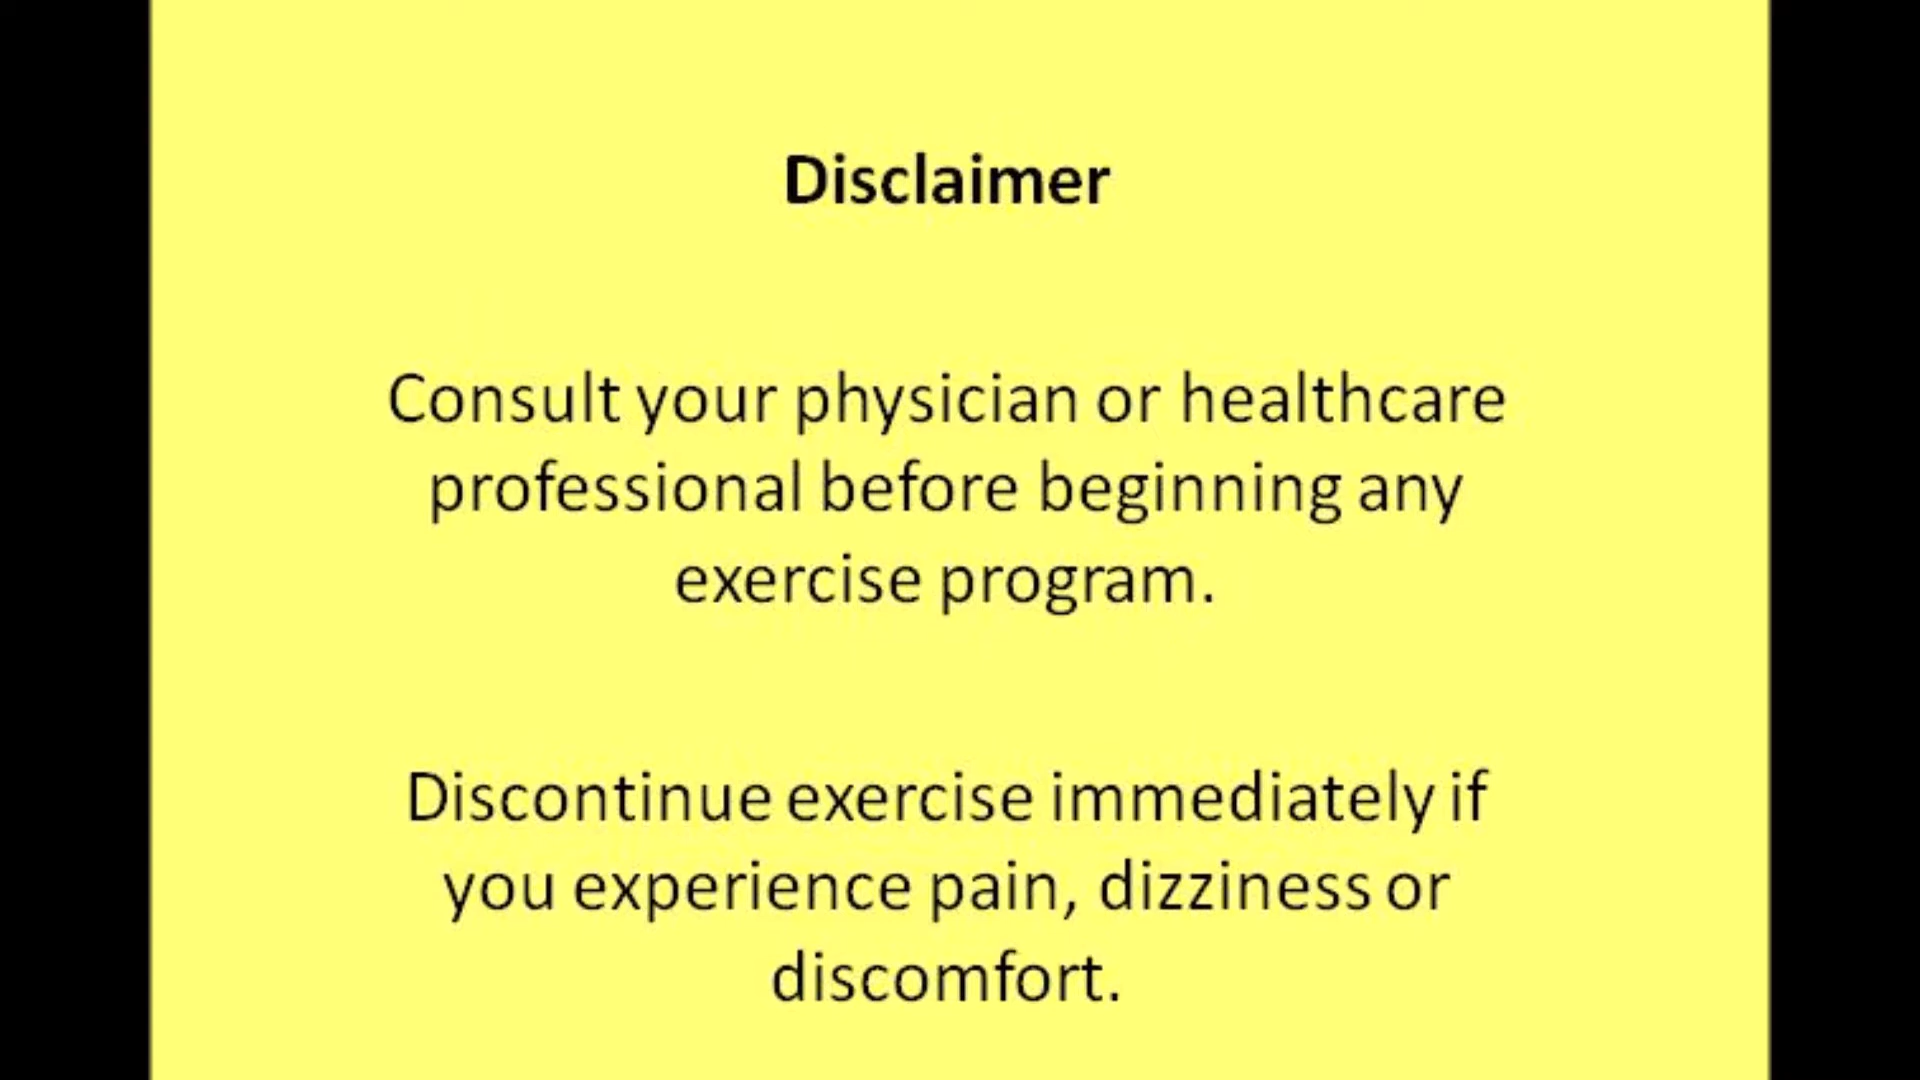 Disclaimer
Consult your physician or healthcare
professional before beginning any
exercise program.
Discontinue exercise immediately if
you experience pain, dizziness or
discomfort.